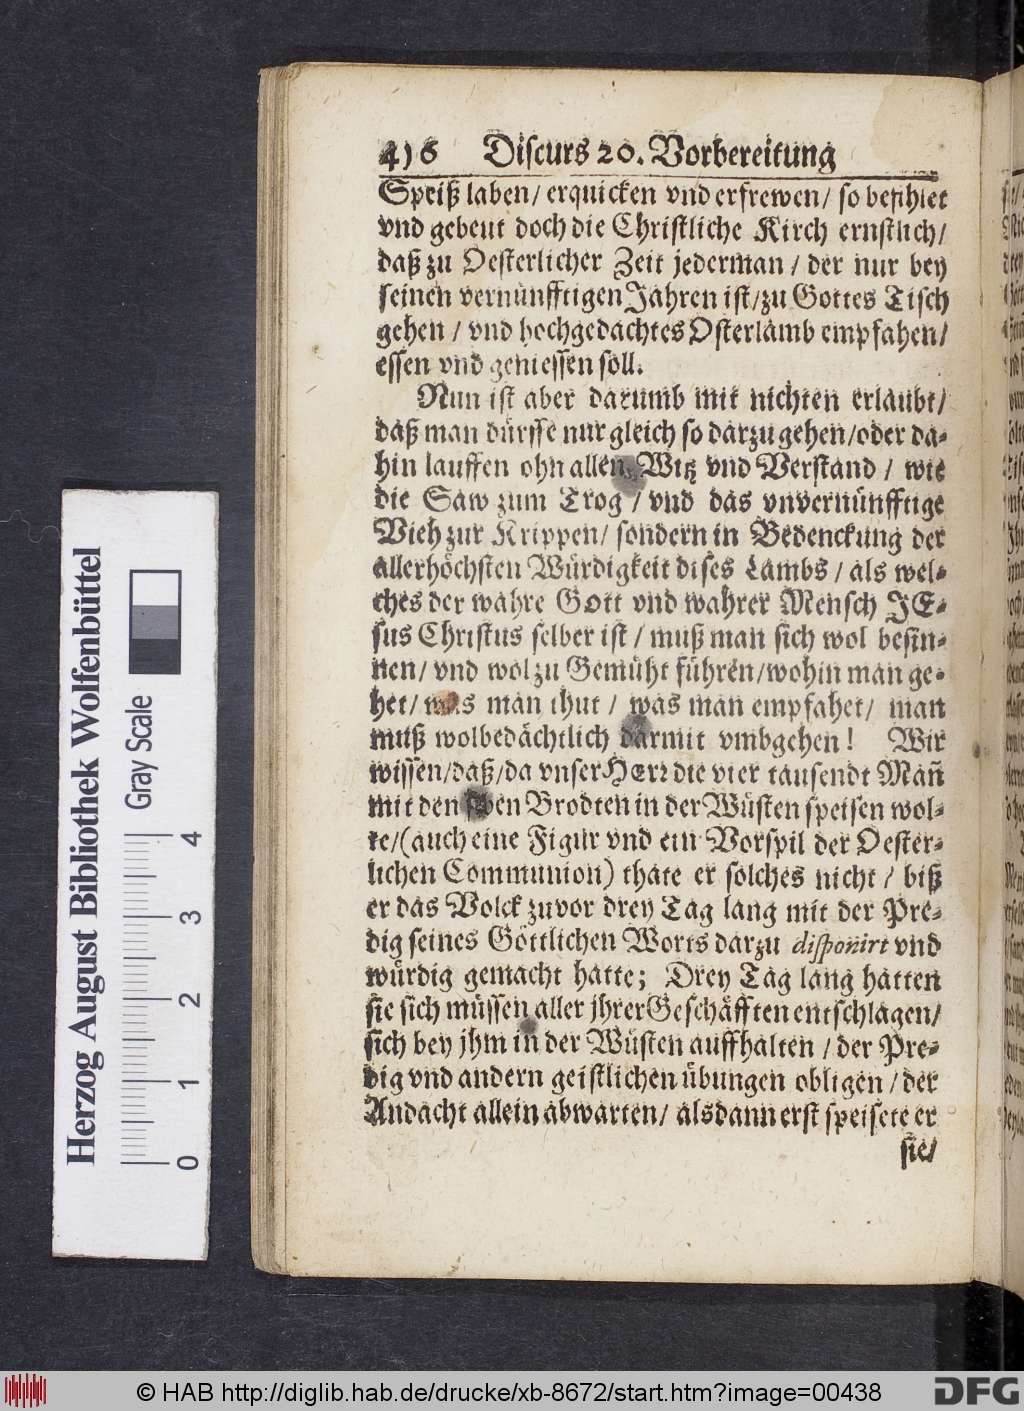 416 Discurs 20. Vorbereitung
Speiß laben/ erquicken vnd erfrewen/ so befihlet
vnd gebeut doch die Christliche Kirch ernstlich/
daß zu Oesterlicher Zeit jederman / der nur bey
seinen vernünfftigen Jahren ist/zu Gottes Tisch
gehen / vnd hochgedachtes Osterlamb empfahen/
essen vnd geniessen soll.
Nun ist aber darumb mit nichten erlaubt/
daß man dürffe nur gleich so darzu gehen/oder da-
hin lauffen ohn allen Witz vnd Verstand / wie
die Saw zum Trog / vnd das vnvernünfftige
Vieh zur Krippen/ sondern in Bedenckung der
allerhöchsten Würdigkeit dises Lambs / als wel-
ches der wahre Gott vnd wahrer Mensch JE-
sus Christus selber ist / muß man sich wol besin-
nen/ vnd wol zu Gemüht führen/wohin man ge-
het/ was man thut / was man empfahet/ man
muß wolbedächtlich darmit vmbgehen! Wir
wissen/daß/da vnser HErr die vier tausendt Mañ
mit den siben Brodten in der Wüsten speisen wol-
te/(auch eine Figur vnd ein Vorspil der Oester-
lichen Communion) thate er solches nicht / biß
er das Volck zuvor drey Tag lang mit der Pre-
dig seines Göttlichen Worts darzu disponirt vnd
würdig gemacht hatte; Drey Tag lang hatten
sie sich müssen aller jhrer Geschäfften entschlagen/
sich bey jhm in der Wüsten auffhalten / der Pre-
dig vnd andern geistlichen übungen obligen / der
Andacht allein abwarten/ alsdann erst speisete er
sie/
Herzog August Bibliothek Wolfenbüttel
Gray Scale
0 1 2 3 4
© HAB http://diglib.hab.de/drucke/xb-8672/start.htm?image=00438
DFG